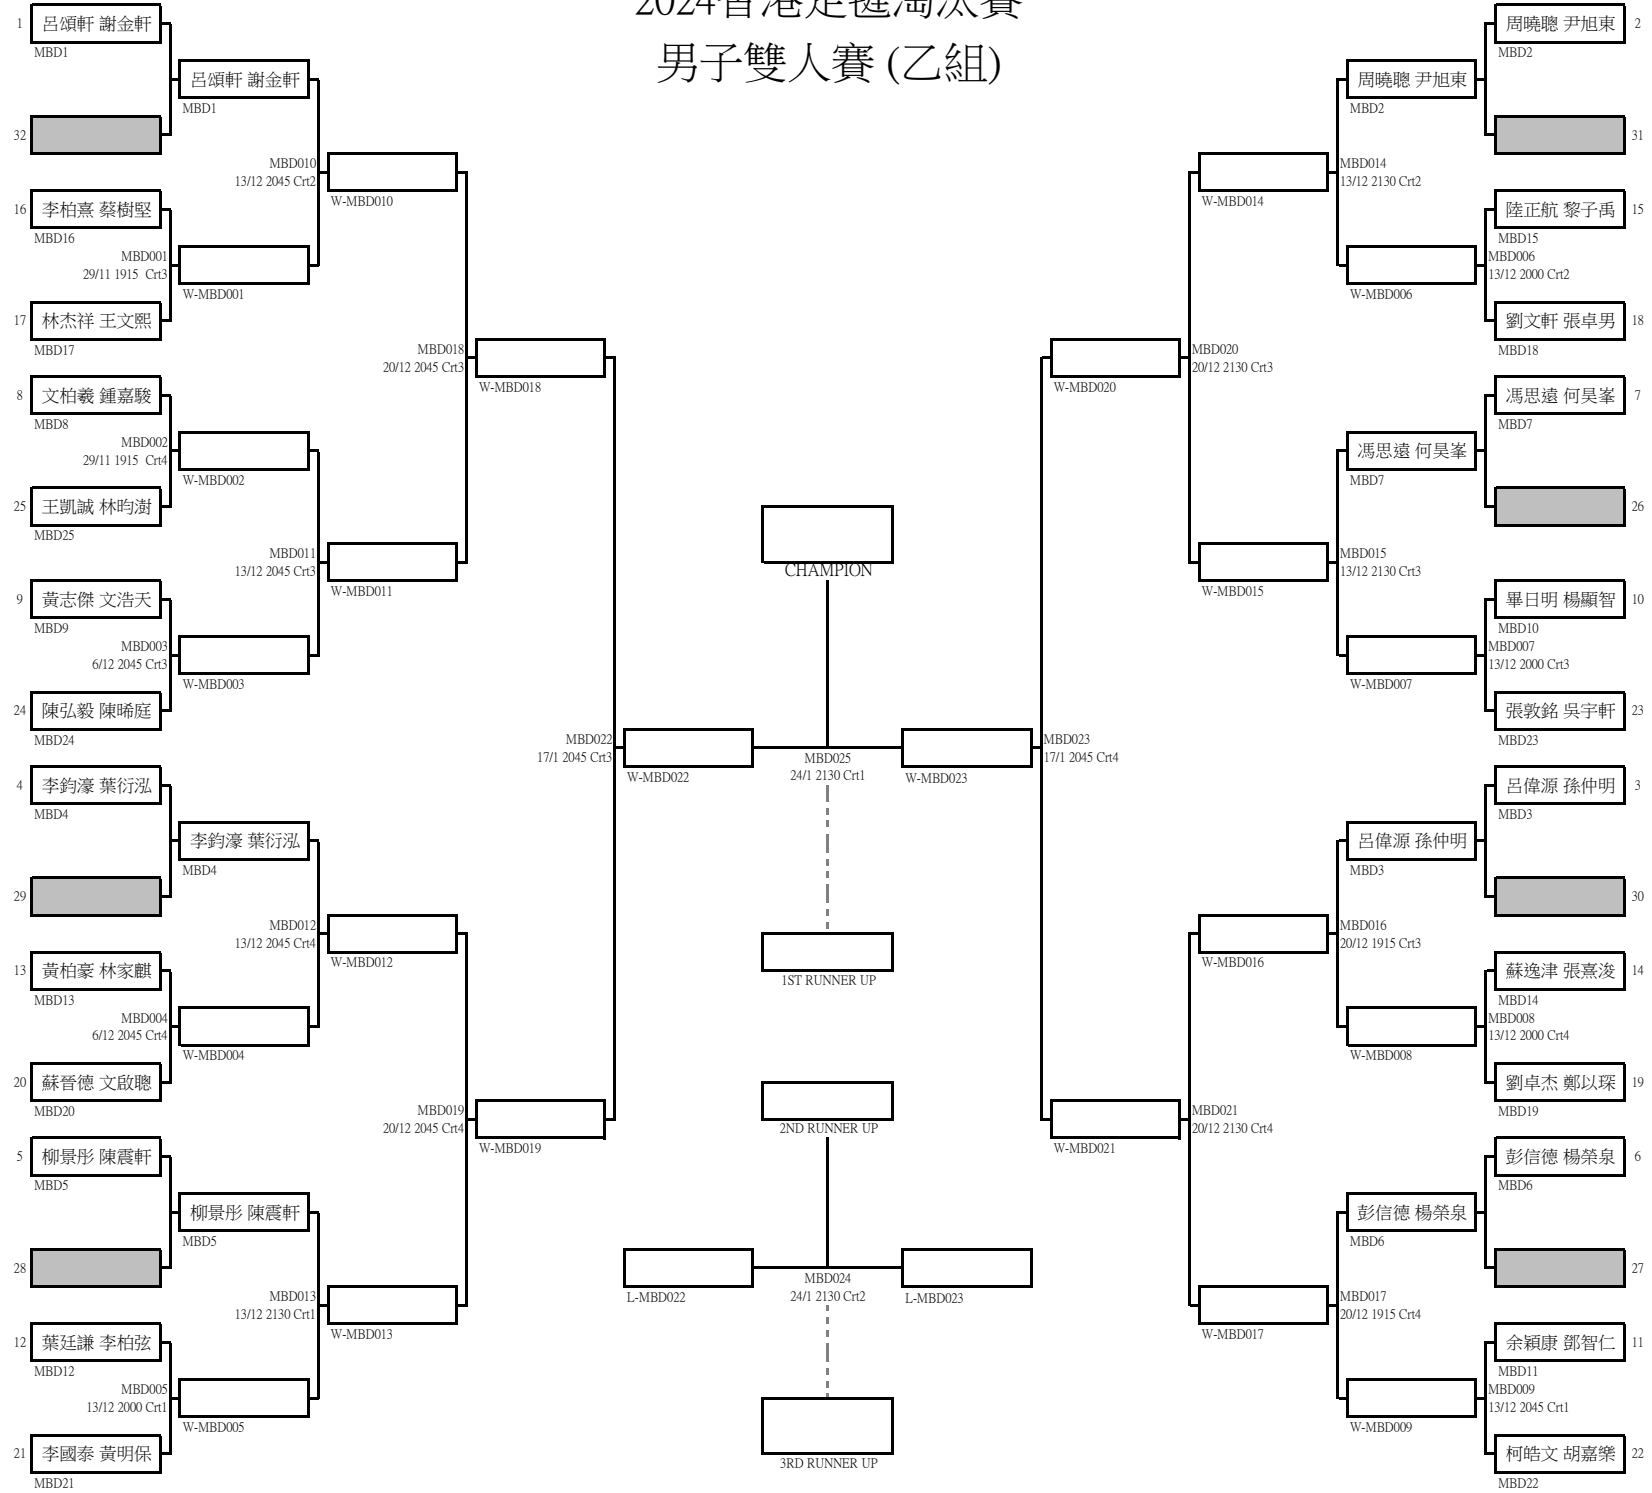 2024香港足毽淘汰賽
男子雙人賽 (乙組)
1
呂頌軒 謝金軒
MBD1
呂頌軒 謝金軒
MBD1
32
MBD010
13/12 2045 Crt2
W-MBD010
16
李柏熹 蔡樹堅
MBD16
MBD001
29/11 1915 Crt3
W-MBD001
17
林杰祥 王文熙
MBD17
MBD018
20/12 2045 Crt3
W-MBD018
8
文柏羲 鍾嘉駿
MBD8
MBD002
29/11 1915 Crt4
W-MBD002
25
王凱誠 林昀澍
MBD25
MBD011
13/12 2045 Crt3
W-MBD011
9
黃志傑 文浩天
MBD9
MBD003
6/12 2045 Crt3
W-MBD003
24
陳弘毅 陳晞庭
MBD24
MBD022
17/1 2045 Crt3
W-MBD022
4
李鈞濠 葉衍泓
MBD4
李鈞濠 葉衍泓
MBD4
29
MBD012
13/12 2045 Crt4
W-MBD012
13
黃柏豪 林家麒
MBD13
MBD004
6/12 2045 Crt4
W-MBD004
20
蘇晉德 文啟聰
MBD20
MBD019
20/12 2045 Crt4
W-MBD019
5
柳景彤 陳震軒
MBD5
柳景彤 陳震軒
MBD5
28
MBD013
13/12 2130 Crt1
W-MBD013
12
葉廷謙 李柏弦
MBD12
MBD005
13/12 2000 Crt1
W-MBD005
21
李國泰 黃明保
MBD21
CHAMPION
MBD025
24/1 2130 Crt1
1ST RUNNER UP
2ND RUNNER UP
L-MBD022
MBD024
24/1 2130 Crt2
L-MBD023
3RD RUNNER UP
周曉聰 尹旭東
2
MBD2
周曉聰 尹旭東
MBD2
31
MBD014
13/12 2130 Crt2
W-MBD014
陸正航 黎子禹
15
MBD15
MBD006
13/12 2000 Crt2
W-MBD006
劉文軒 張卓男
18
MBD18
MBD020
20/12 2130 Crt3
W-MBD020
馮思遠 何昊峯
7
MBD7
馮思遠 何昊峯
MBD7
26
MBD015
13/12 2130 Crt3
W-MBD015
畢日明 楊顯智
10
MBD10
MBD007
13/12 2000 Crt3
W-MBD007
張敦銘 吳宇軒
23
MBD23
MBD023
17/1 2045 Crt4
W-MBD023
呂偉源 孫仲明
3
MBD3
呂偉源 孫仲明
MBD3
30
MBD016
20/12 1915 Crt3
W-MBD016
蘇逸津 張熹浚
14
MBD14
MBD008
13/12 2000 Crt4
W-MBD008
劉卓杰 鄭以琛
19
MBD19
MBD021
20/12 2130 Crt4
W-MBD021
彭信德 楊榮泉
6
MBD6
彭信德 楊榮泉
MBD6
27
MBD017
20/12 1915 Crt4
W-MBD017
余穎康 鄧智仁
11
MBD11
MBD009
13/12 2045 Crt1
W-MBD009
柯皓文 胡嘉樂
22
MBD22